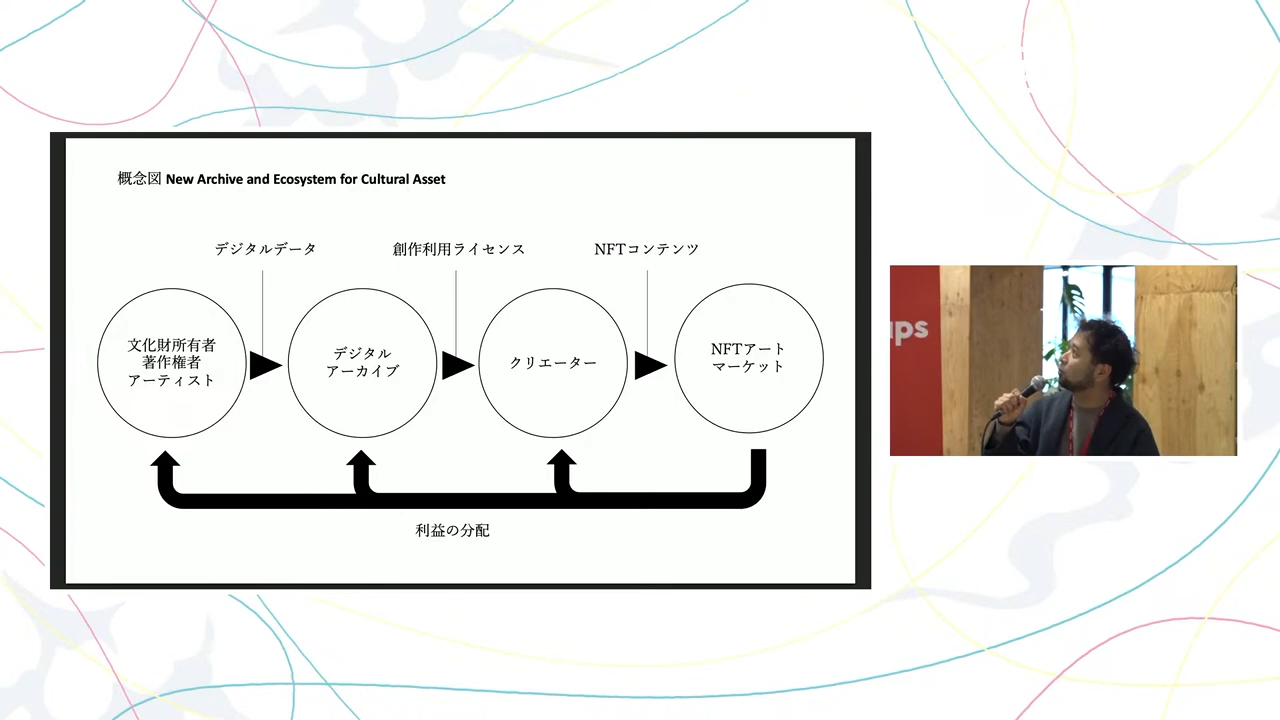 概念図 New Archive and Ecosystem for Cultural Asset
デジタルデータ
創作利用ライセンス
NFTコンテンツ
文化財所有者
著作権者
アーティスト
デジタル
アーカイブ
クリエーター
NFTアート
マーケット
利益の分配
ups